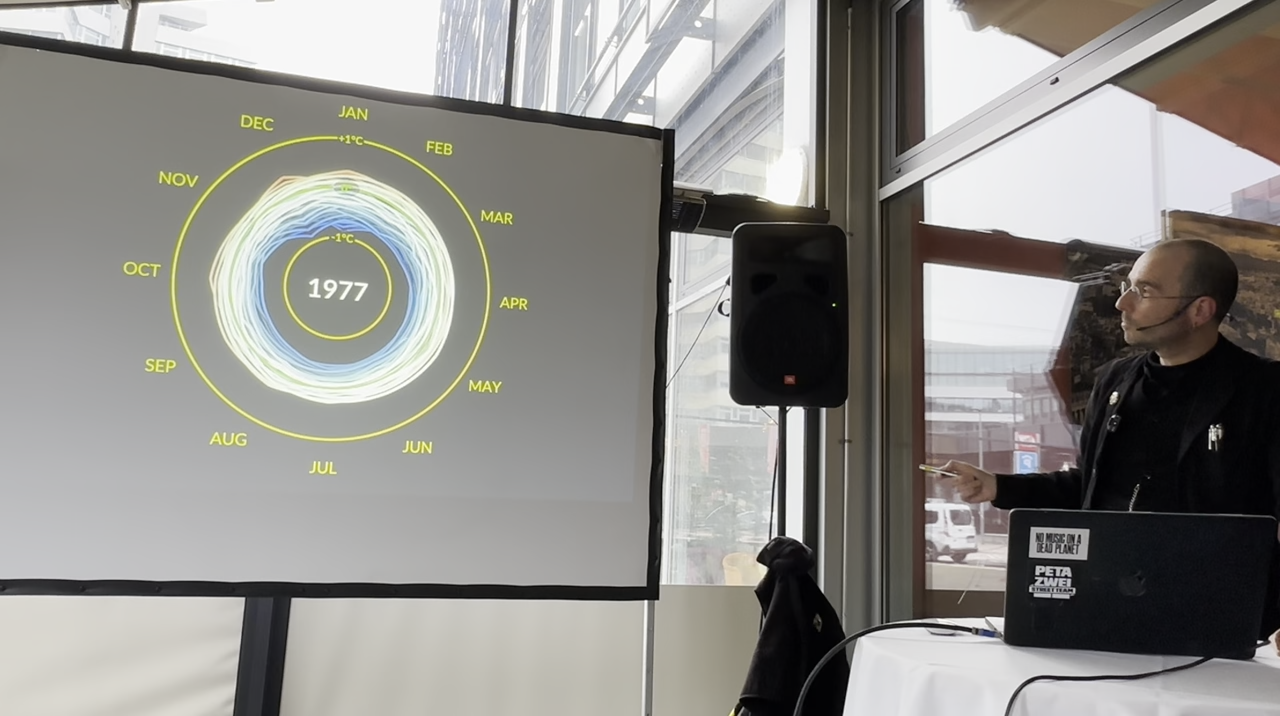 JAN
FEB
MAR
APR
MAY
JUN
JUL
AUG
SEP
OCT
NOV
DEC
+1°C
-1°C
1977
NO MUSIC ON A
DEAD PLANET
PETA
ZWEI
STREETTEAM
JBL